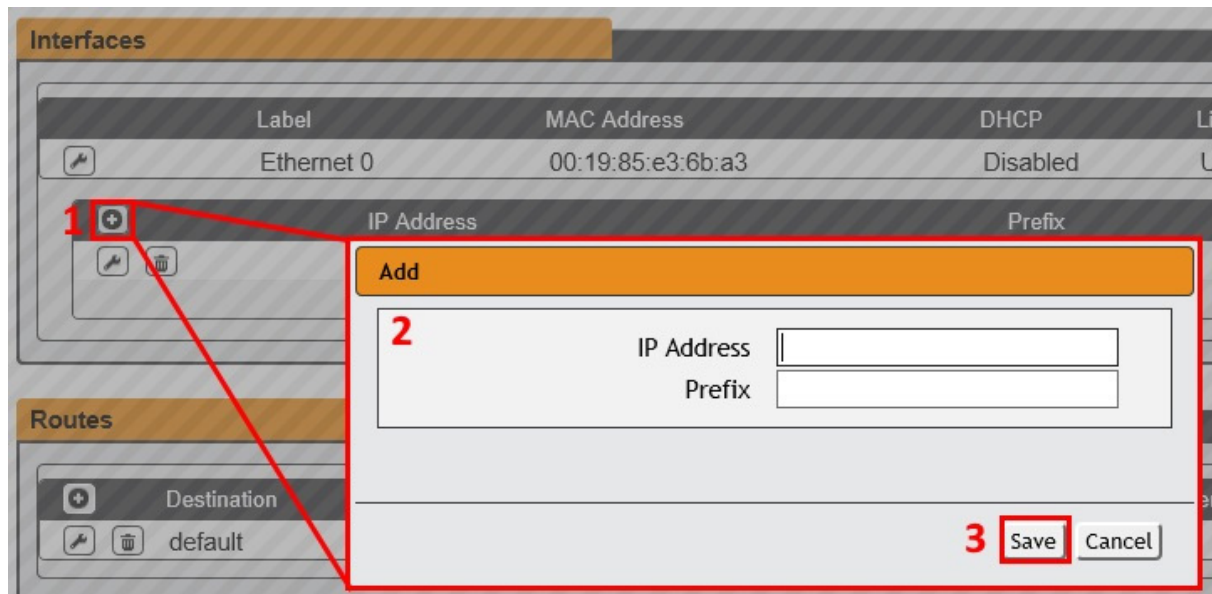 Interfaces
Label MAC Address DHCP
Ethernet 0 00:19:85:e3:6b:a3 Disabled
1 IP Address Prefix
Add
2
IP Address
Prefix
Routes
Destination
default
3 Save Cancel